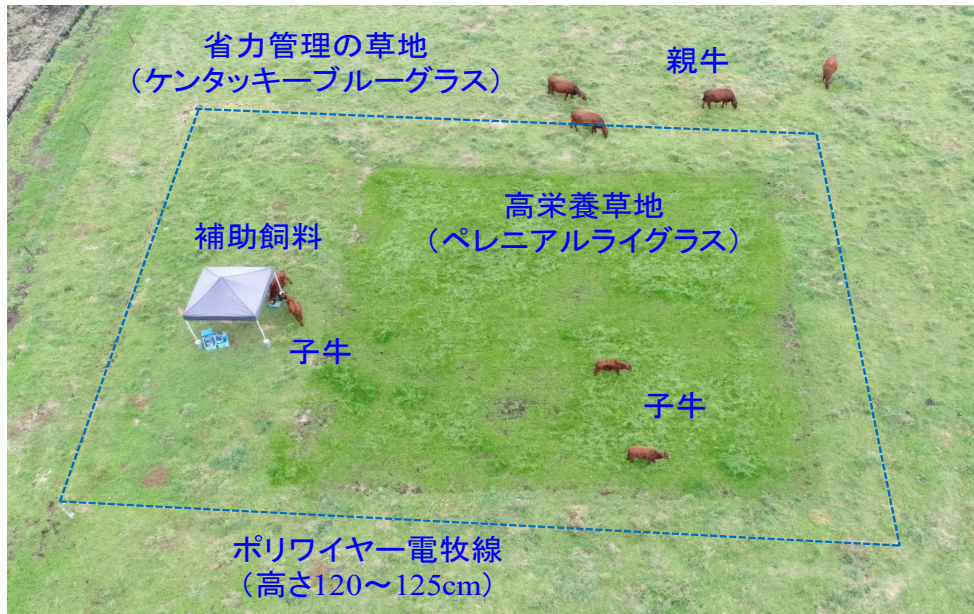 省力管理の草地
（ケンタッキーブルーグラス）
親牛
高栄養草地
（ペレニアルライグラス）
補助飼料
子牛
子牛
ポリワイヤー電牧線
（高さ120～125cm）